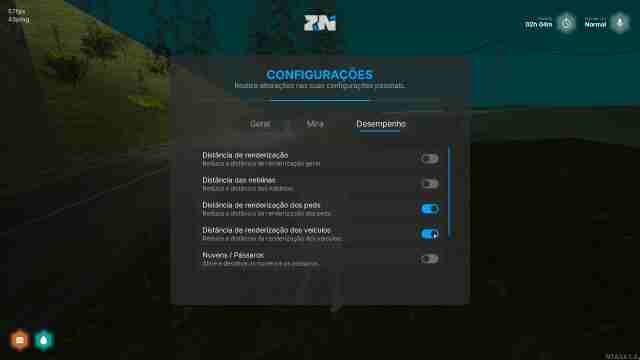 57fps
43ping
ZN
02h 04m
Normal
CONFIGURAÇÕES
Realize alterações nas suas configurações pessoais.
Geral
Mira
Desempenho
Distância de renderização
Reduza a distância de renderização geral.
Distância das neblinas
Reduza a distância das neblinas.
Distância de renderização dos peds
Reduza a distância de renderização dos peds.
Distância de renderização dos veículos
Reduza a distância de renderização dos veículos.
Nuvens / Pássaros
Ative e desative as nuvens e os pássaros.